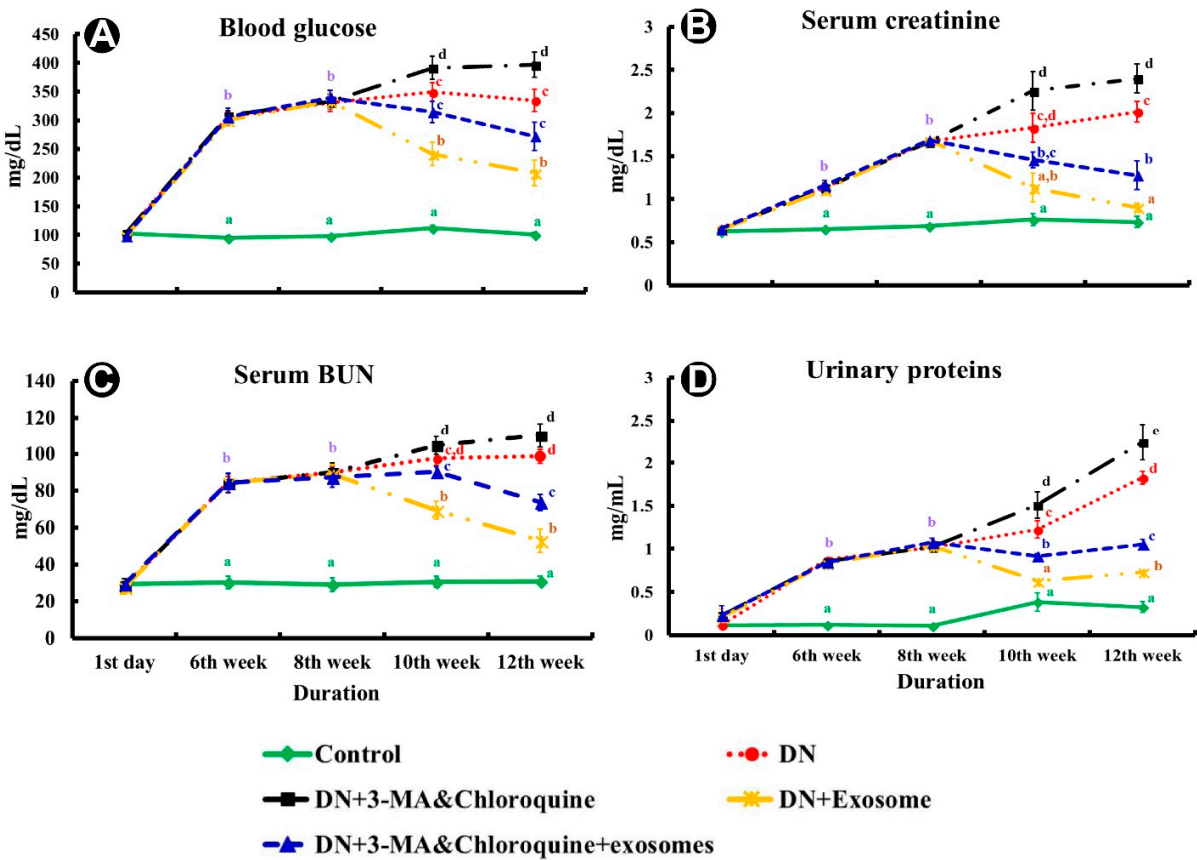 A
Blood glucose
mg/dL
450
400
350
300
250
200
150
100
50
0
b
b
d
d
c
c
c
c
b
b
a
a
a
a
B
Serum creatinine
mg/dL
3
2.5
2
1.5
1
0.5
0
b
b
d
d
c,d
c
b,c
b
a,b
a
a
a
a
a
C
Serum BUN
mg/dL
140
120
100
80
60
40
20
0
b
b
d
d
c,d
d
c
c
b
b
a
a
a
a
1st day 6th week 8th week 10th week 12th week
Duration
D
Urinary proteins
mg/mL
3
2.5
2
1.5
1
0.5
0
b
b
d
e
c
d
b
c
a
b
a
a
a
a
1st day 6th week 8th week 10th week 12th week
Duration
Control
DN
DN+3-MA&Chloroquine
DN+Exosome
DN+3-MA&Chloroquine+exosomes